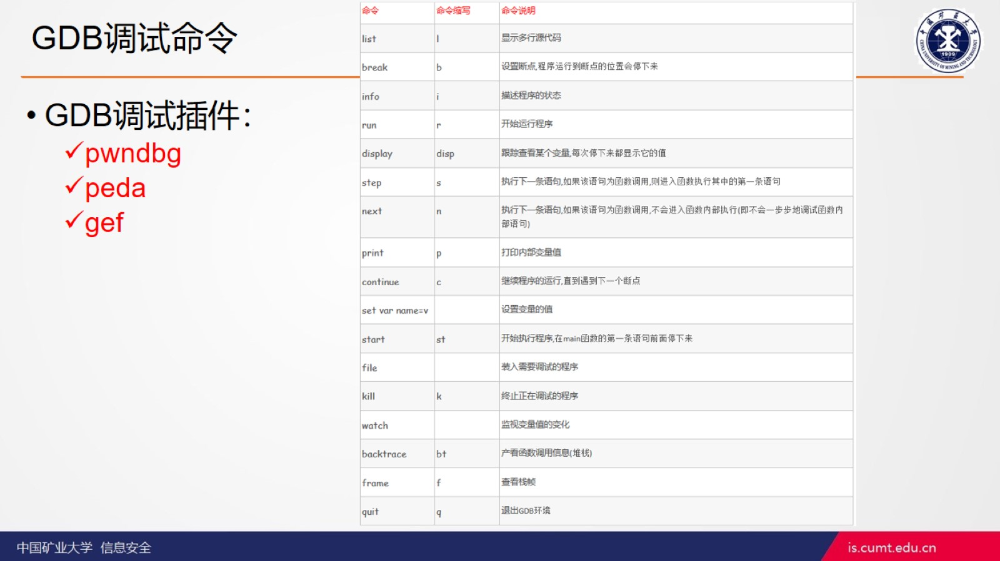 GDB调试命令
• GDB调试插件：
✓pwndbg
✓peda
✓gef
命令 命令缩写 命令说明
list l 显示多行源代码
break b 设置断点,程序运行到断点的位置会停下来
info i 描述程序的状态
run r 开始运行程序
display disp 跟踪查看某个变量,每次停下来都显示它的值
step s 执行下一条语句,如果该语句为函数调用,则进入函数执行其中的第一条语句
next n 执行下一条语句,如果该语句为函数调用,不会进入函数内部执行(即不会一步步地调试函数内
部语句)
print p 打印内部变量值
continue c 继续程序的运行,直到遇到下一个断点
set var name=v 设置变量的值
start st 开始执行程序,在main函数的第一条语句前面停下来
file 装入需要调试的程序
kill k 终止正在调试的程序
watch 监视变量值的变化
backtrace bt 产看函数调用信息(堆栈)
frame f 查看栈帧
quit q 退出GDB环境
中国矿业大学
CHINA UNIVERSITY OF MINING AND TECHNOLOGY
1909
中国矿业大学 信息安全
is.cumt.edu.cn